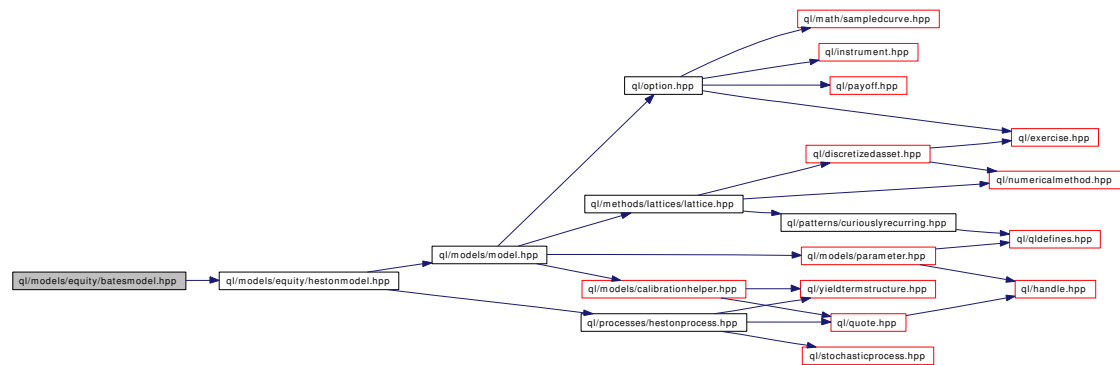 ql/math/sampledcurve.hpp
ql/instrument.hpp
ql/option.hpp
ql/payoff.hpp
ql/exercise.hpp
ql/discretizedasset.hpp
ql/numericalmethod.hpp
ql/methods/lattices/lattice.hpp
ql/patterns/curiouslyrecurring.hpp
ql/qldefines.hpp
ql/models/model.hpp
ql/models/parameter.hpp
ql/models/equity/batesmodel.hpp
ql/models/equity/hestonmodel.hpp
ql/models/calibrationhelper.hpp
ql/yieldtermstructure.hpp
ql/handle.hpp
ql/processes/hestonprocess.hpp
ql/quote.hpp
ql/stochasticprocess.hpp